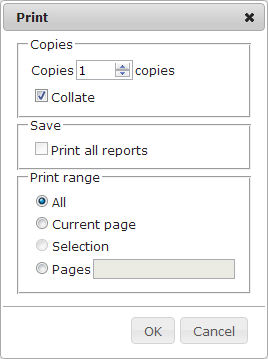 Print
Copies
Copies 1 copies
Collate
Save
Print all reports
Print range
All
Current page
Selection
Pages
OK Cancel